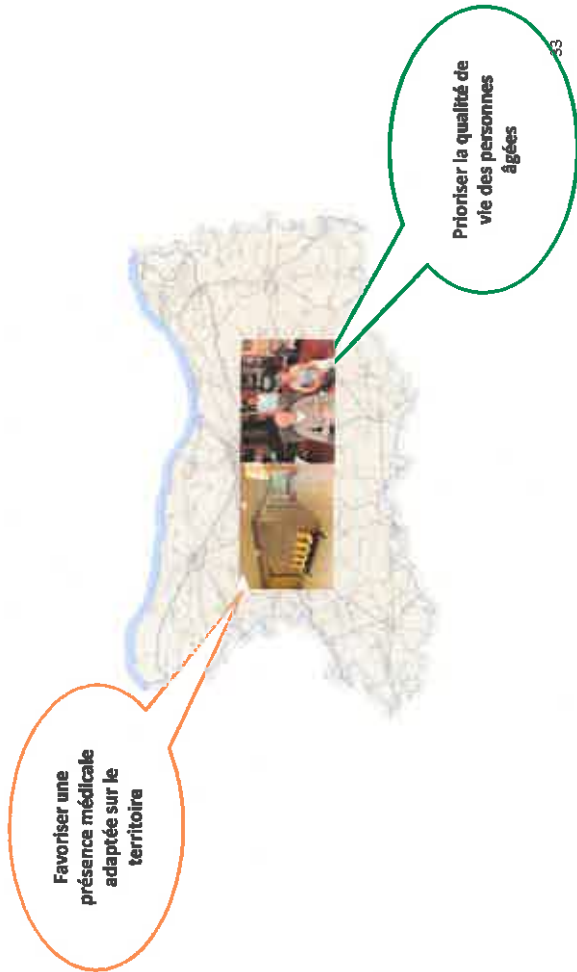 Favoriser une
présence médicale
adaptée sur le
territoire
Prioriser la qualité de
vie des personnes
âgées
33